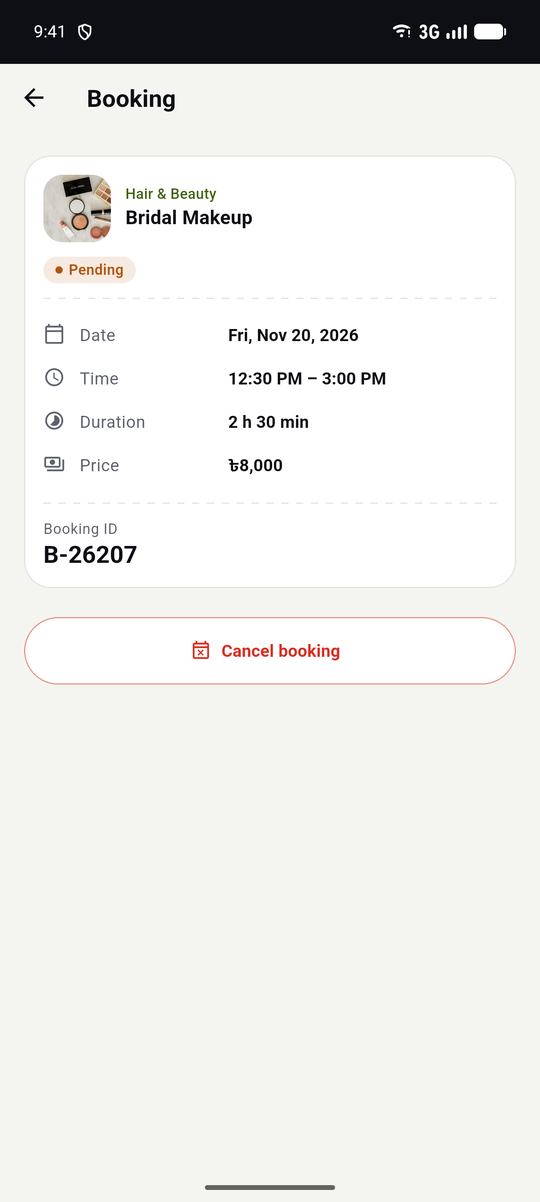 9:41
3G
Booking
Hair & Beauty
Bridal Makeup
Pending
Date Fri, Nov 20, 2026
Time 12:30 PM – 3:00 PM
Duration 2 h 30 min
Price ৳8,000
Booking ID
B-26207
Cancel booking